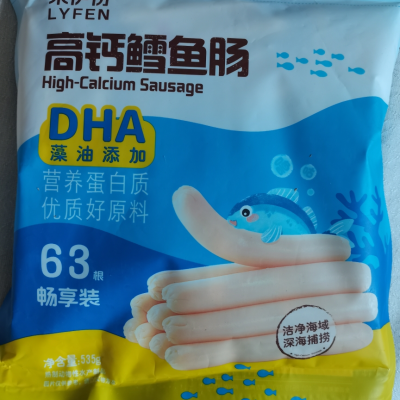 LYFEN
高钙鳕鱼肠
High-Calcium Sausage
DHA
藻油添加
营养蛋白质
优质好原料
63根
畅享装
洁净海域
深海捕捞
净含量:535g